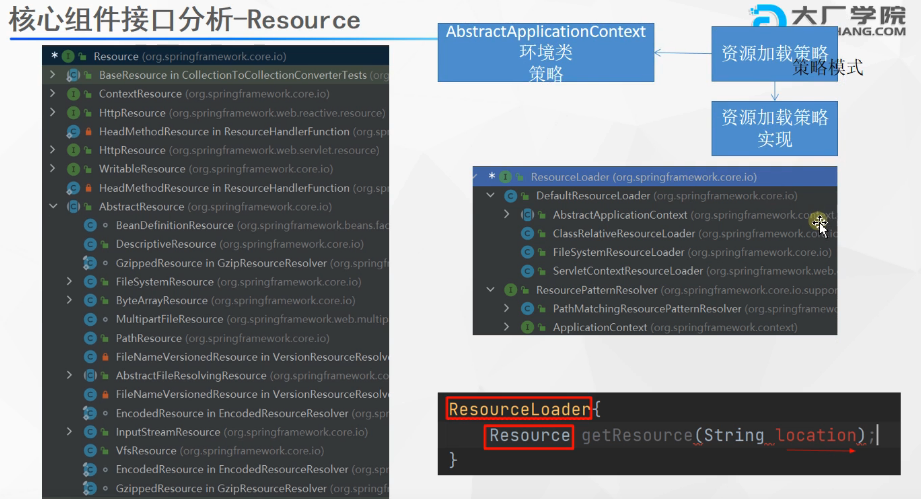 核心组件接口分析-Resource
大厂学院
HANG.COM
Resource (org.springframework.core.io)
BaseResource in CollectionToCollectionConverterTests (org
ContextResource (org.springframework.core.io)
HttpResource (org.springframework.web.reactive.resource)
HeadMethodResource in ResourceHandlerFunction (org.spr
HttpResource (org.springframework.web.servlet.resource)
WritableResource (org.springframework.core.io)
HeadMethodResource in ResourceHandlerFunction (org.spr
AbstractResource (org.springframework.core.io)
BeanDefinitionResource (org.springframework.beans.fac
DescriptiveResource (org.springframework.core.io)
GzippedResource in GzipResourceResolver (org.springf
FileSystemResource (org.springframework.core.io)
ByteArrayResource (org.springframework.core.io)
MultipartFileResource (org.springframework.web.multip
PathResource (org.springframework.core.io)
FileNameVersionedResource in VersionResourceResolv
AbstractFileResolvingResource (org.springframework.co
FileNameVersionedResource in VersionResourceResolv
EncodedResource in EncodedResourceResolver (org.spr
InputStreamResource (org.springframework.core.io)
VfsResource (org.springframework.core.io)
EncodedResource in EncodedResourceResolver (org.spr
GzippedResource in GzipResourceResolver (org.springf
AbstractApplicationContext
环境类
策略
资源加载策略
策略模式
资源加载策略
实现
ResourceLoader (org.springframework.core.io)
DefaultResourceLoader (org.springframework.core.io)
AbstractApplicationContext (org.springframework.context.
ClassRelativeResourceLoader (org.springframework.core.io)
FileSystemResourceLoader (org.springframework.core.io)
ServletContextResourceLoader (org.springframework.web.
ResourcePatternResolver (org.springframework.core.io.suppor
PathMatchingResourcePatternResolver (org.springframew
ApplicationContext (org.springframework.context)
ResourceLoader{
Resource getResource(String location);
}